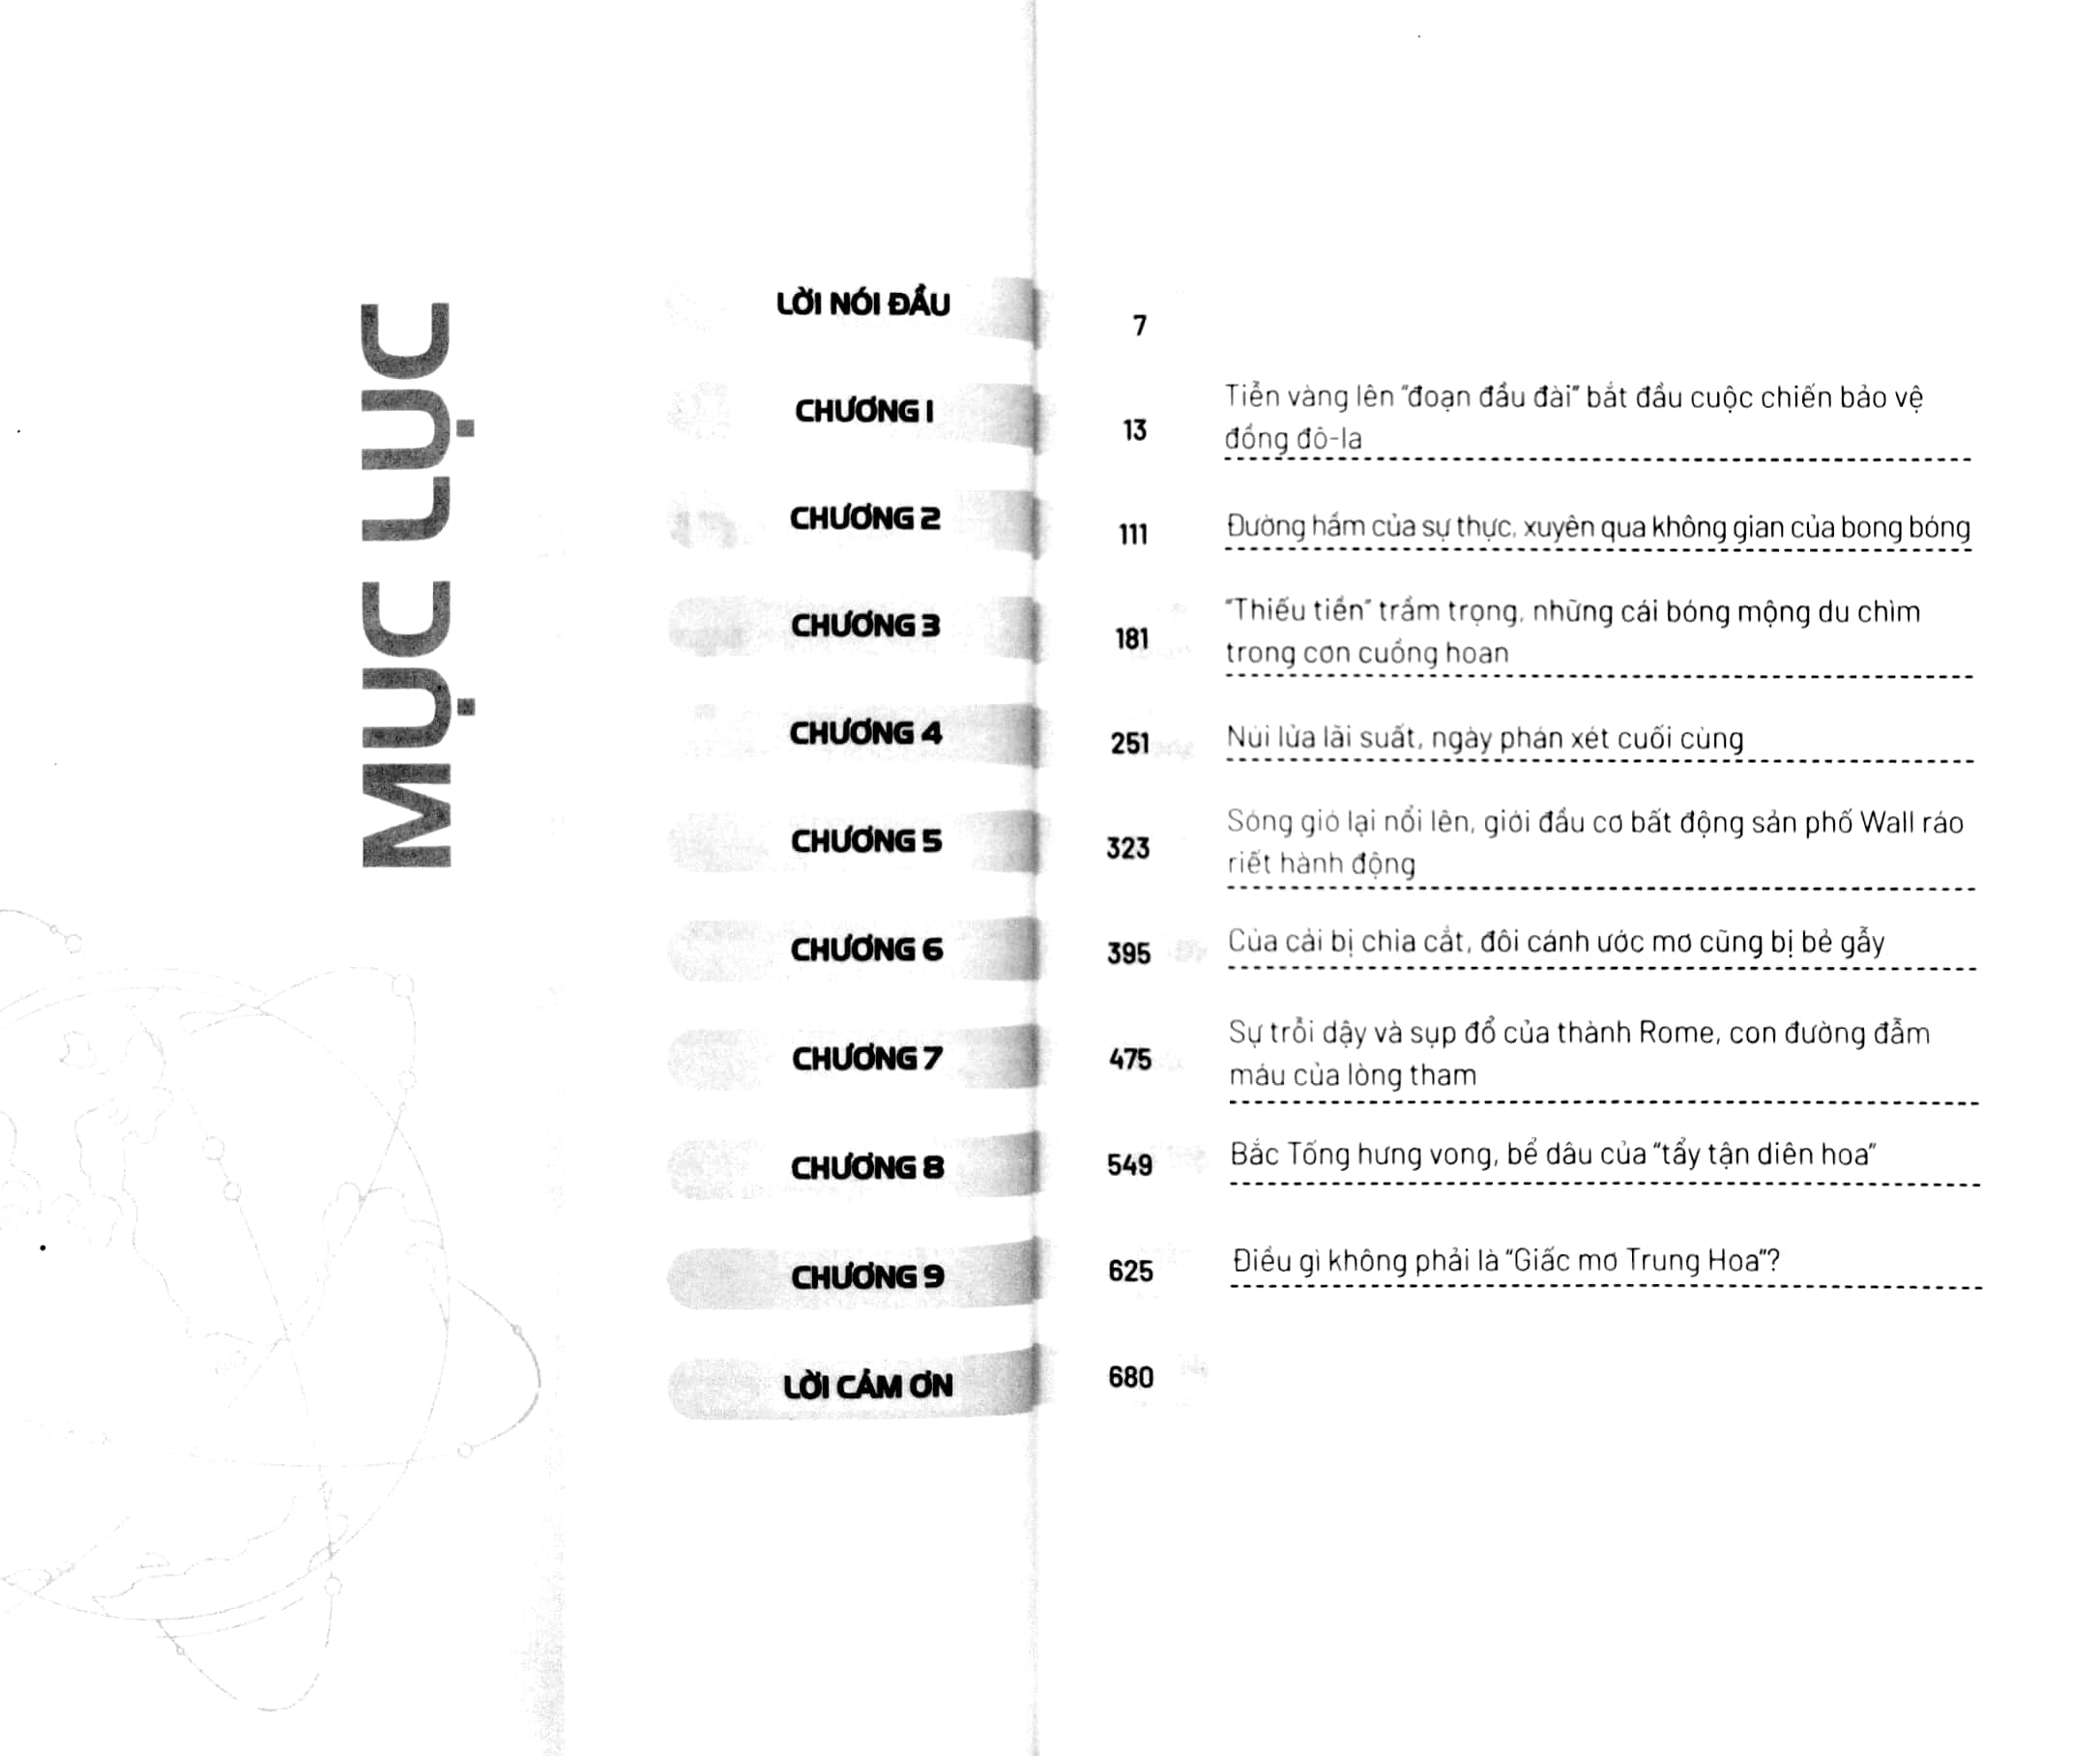 MỤC LỤC
LỜI NÓI ĐẦU 7
CHƯƠNG 1 13 Tiền vàng lên “đoạn đầu đài” bắt đầu cuộc chiến bảo vệ
đồng đô-la
CHƯƠNG 2 111 Đường hầm của sự thực, xuyên qua không gian của bong bóng
CHƯƠNG 3 181 “Thiếu tiền” trầm trọng, những cái bóng mộng du chìm
trong cơn cuồng hoan
CHƯƠNG 4 251 Núi lửa lãi suất, ngày phán xét cuối cùng
CHƯƠNG 5 323 Sóng gió lại nổi lên, giới đầu cơ bất động sản phố Wall ráo
riết hành động
CHƯƠNG 6 395 Của cải bị chia cắt, đôi cánh ước mơ cũng bị bẻ gẫy
CHƯƠNG 7 475 Sự trỗi dậy và sụp đổ của thành Rome, con đường đẫm
máu của lòng tham
CHƯƠNG 8 549 Bắc Tống hưng vong, bể dâu của “tẩy tận diên hoa”
CHƯƠNG 9 625 Điều gì không phải là “Giấc mơ Trung Hoa”?
LỜI CẢM ƠN 680